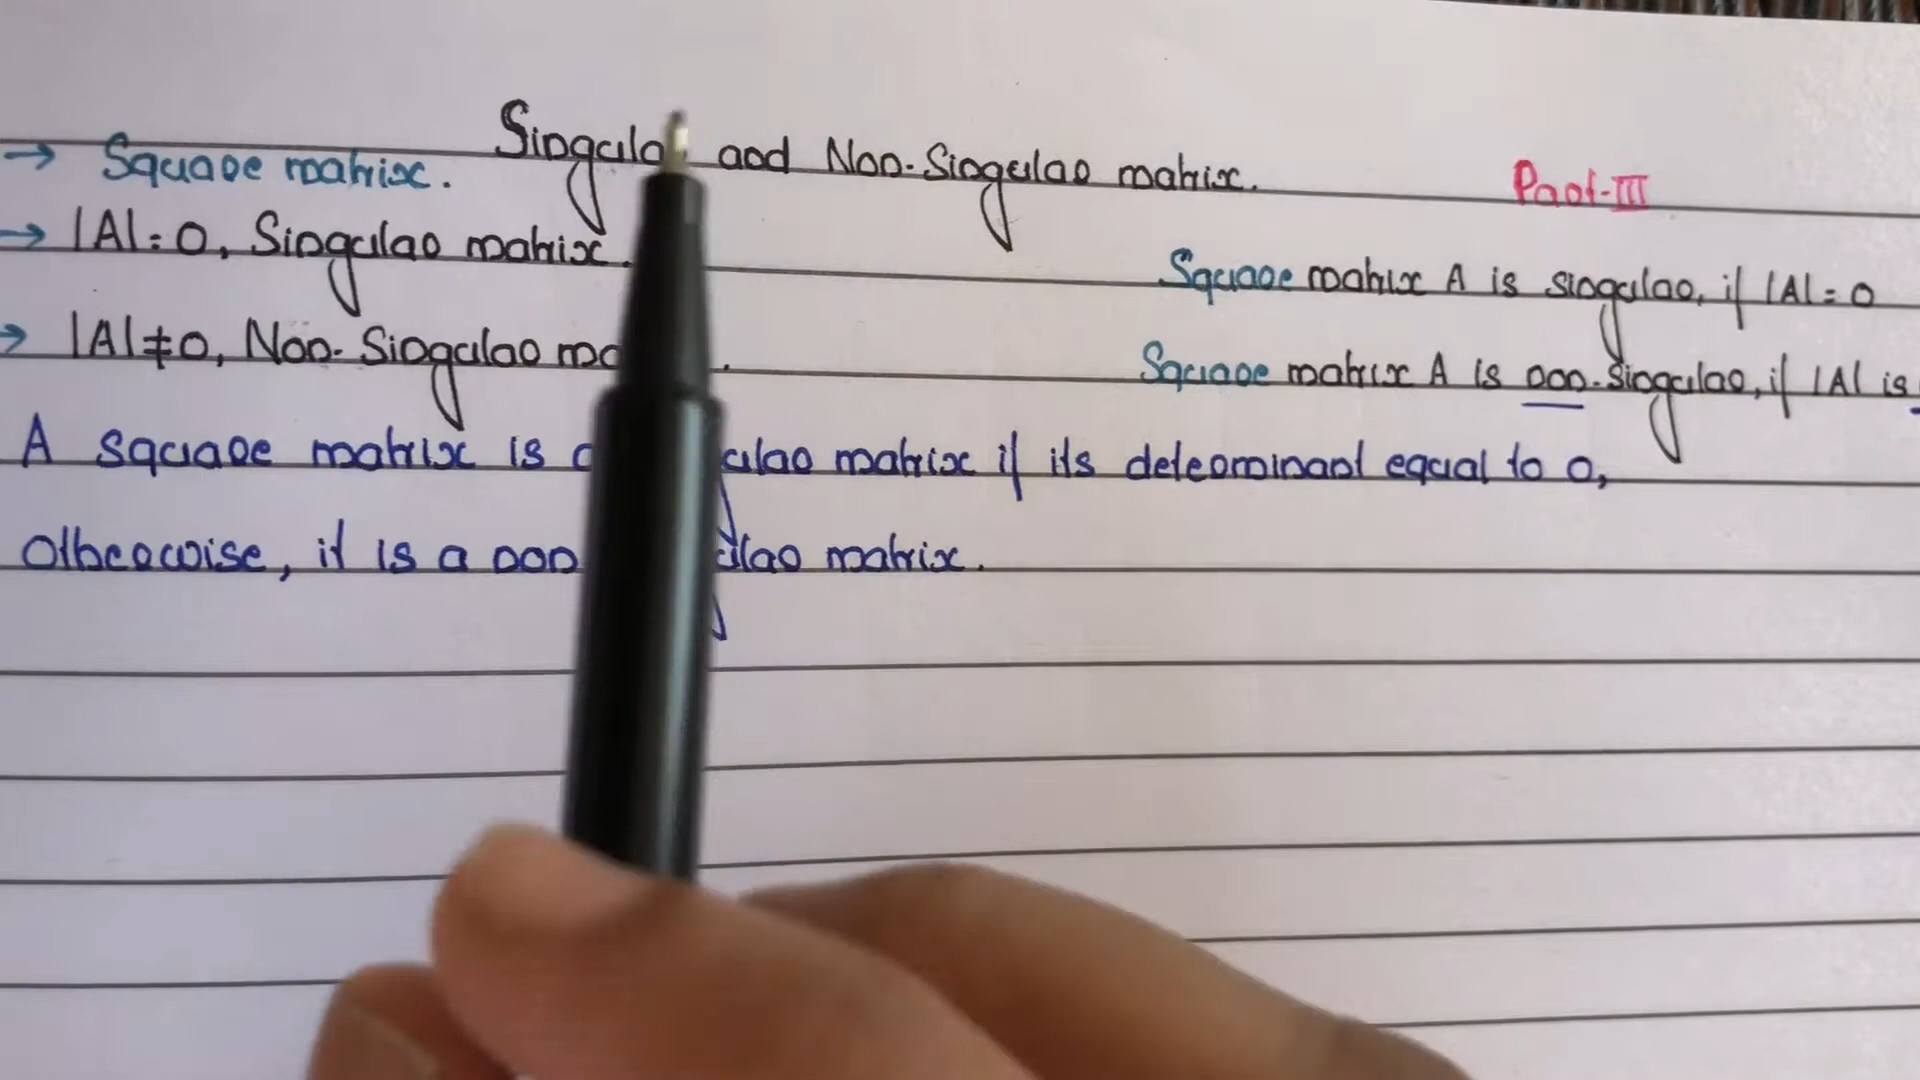 Singular and Non-Singular matrix.
Part-III
→ Square matrix.
→ |A|=0, Singular matrix.
→ |A|≠0, Non-Singular
Square matrix A is singular, if |A|=0
Square matrix A is non-singular, if |A| is
A square matrix is matrix if its determinant equal to 0,
Otherwise, it is a non matrix.